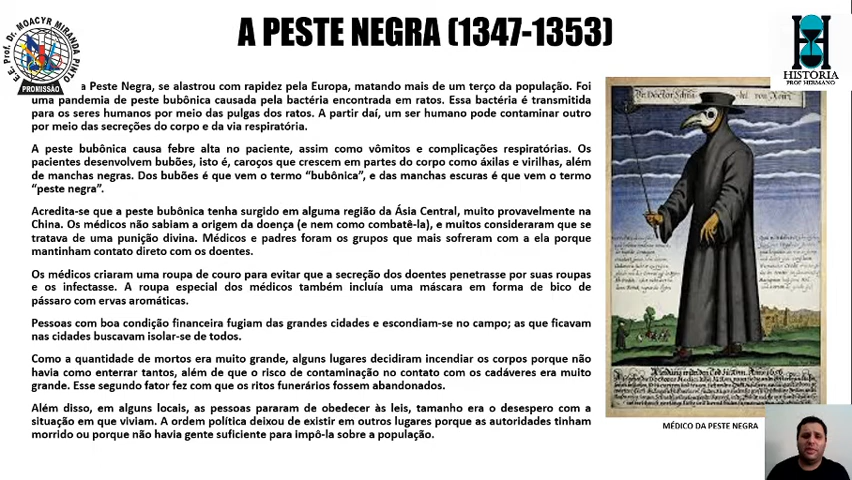 A PESTE NEGRA (1347-1353)
E.E. Prof. Dr. MOACYR MIRANDA PINTO
PROMISSÃO
HISTORIA
PROF HERMANO
a Peste Negra, se alastrou com rapidez pela Europa, matando mais de um terço da população. Foi
uma pandemia de peste bubônica causada pela bactéria encontrada em ratos. Essa bactéria é transmitida
para os seres humanos por meio das pulgas dos ratos. A partir daí, um ser humano pode contaminar outro
por meio das secreções do corpo e da via respiratória.
A peste bubônica causa febre alta no paciente, assim como vômitos e complicações respiratórias. Os
pacientes desenvolvem bubões, isto é, caroços que crescem em partes do corpo como áxilas e virilhas, além
de manchas negras. Dos bubões é que vem o termo “bubônica”, e das manchas escuras é que vem o termo
“peste negra”.
Acredita-se que a peste bubônica tenha surgido em alguma região da Ásia Central, muito provavelmente na
China. Os médicos não sabiam a origem da doença (e nem como combatê-la), e muitos consideraram que se
tratava de uma punição divina. Médicos e padres foram os grupos que mais sofreram com a ela porque
mantinham contato direto com os doentes.
Os médicos criaram uma roupa de couro para evitar que a secreção dos doentes penetrasse por suas roupas
e os infectasse. A roupa especial dos médicos também incluía uma máscara em forma de bico de
pássaro com ervas aromáticas.
Pessoas com boa condição financeira fugiam das grandes cidades e escondiam-se no campo; as que ficavam
nas cidades buscavam isolar-se de todos.
Como a quantidade de mortos era muito grande, alguns lugares decidiram incendiar os corpos porque não
havia como enterrar tantos, além de que o risco de contaminação no contato com os cadáveres era muito
grande. Esse segundo fator fez com que os ritos funerários fossem abandonados.
Além disso, em alguns locais, as pessoas pararam de obedecer às leis, tamanho era o desespero com a
situação em que viviam. A ordem política deixou de existir em outros lugares porque as autoridades tinham
morrido ou porque não havia gente suficiente para impô-la sobre a população.
MÉDICO DA PESTE NEGRA